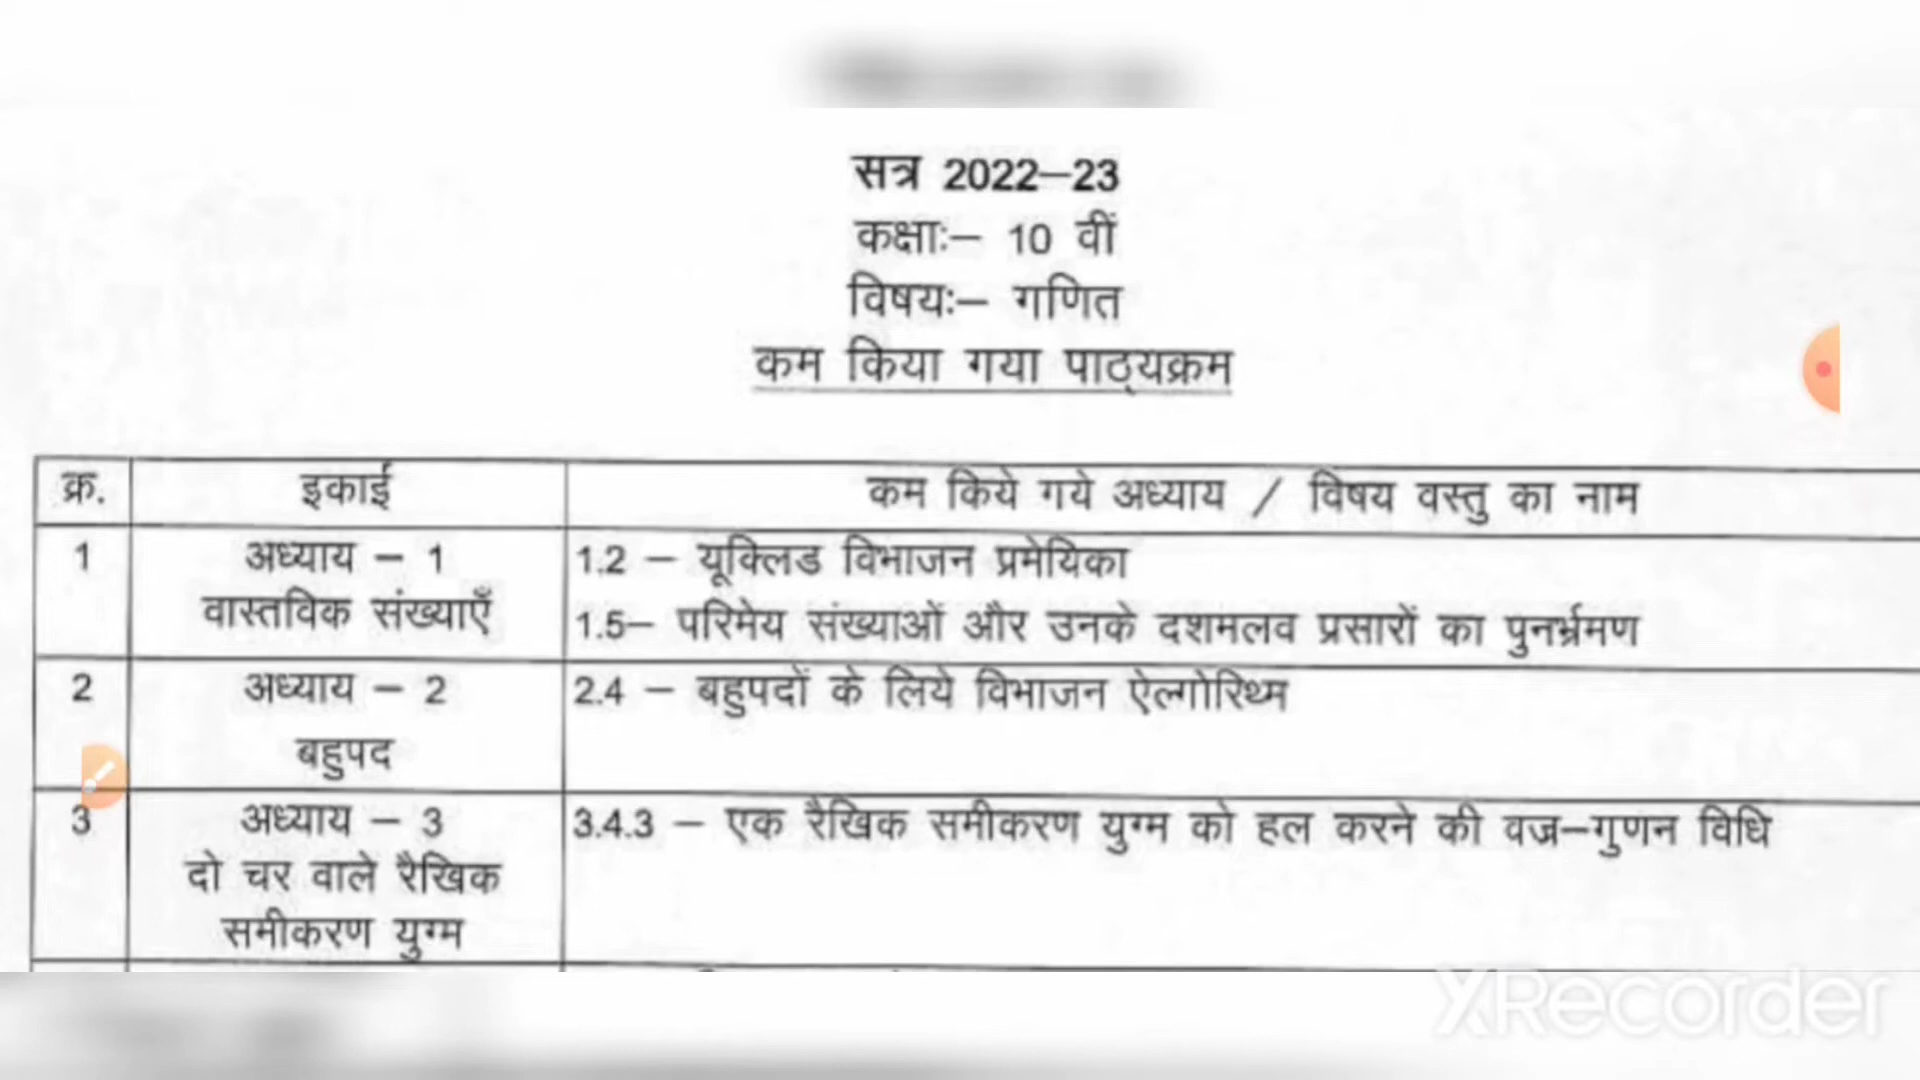 सत्र 2022–23
कक्षाः– 10 वीं
विषयः– गणित
कम किया गया पाठ्यक्रम
क्र. इकाई कम किये गये अध्याय / विषय वस्तु का नाम
1 अध्याय – 1 1.2 – यूक्लिड विभाजन प्रमेयिका
वास्तविक संख्याएँ 1.5– परिमेय संख्याओं और उनके दशमलव प्रसारों का पुनर्भ्रमण
2 अध्याय – 2 2.4 – बहुपदों के लिये विभाजन ऐल्गोरिथ्म
बहुपद
3 अध्याय – 3 3.4.3 – एक रैखिक समीकरण युग्म को हल करने की वज्र–गुणन विधि
दो चर वाले रैखिक
समीकरण युग्म
XRecorder